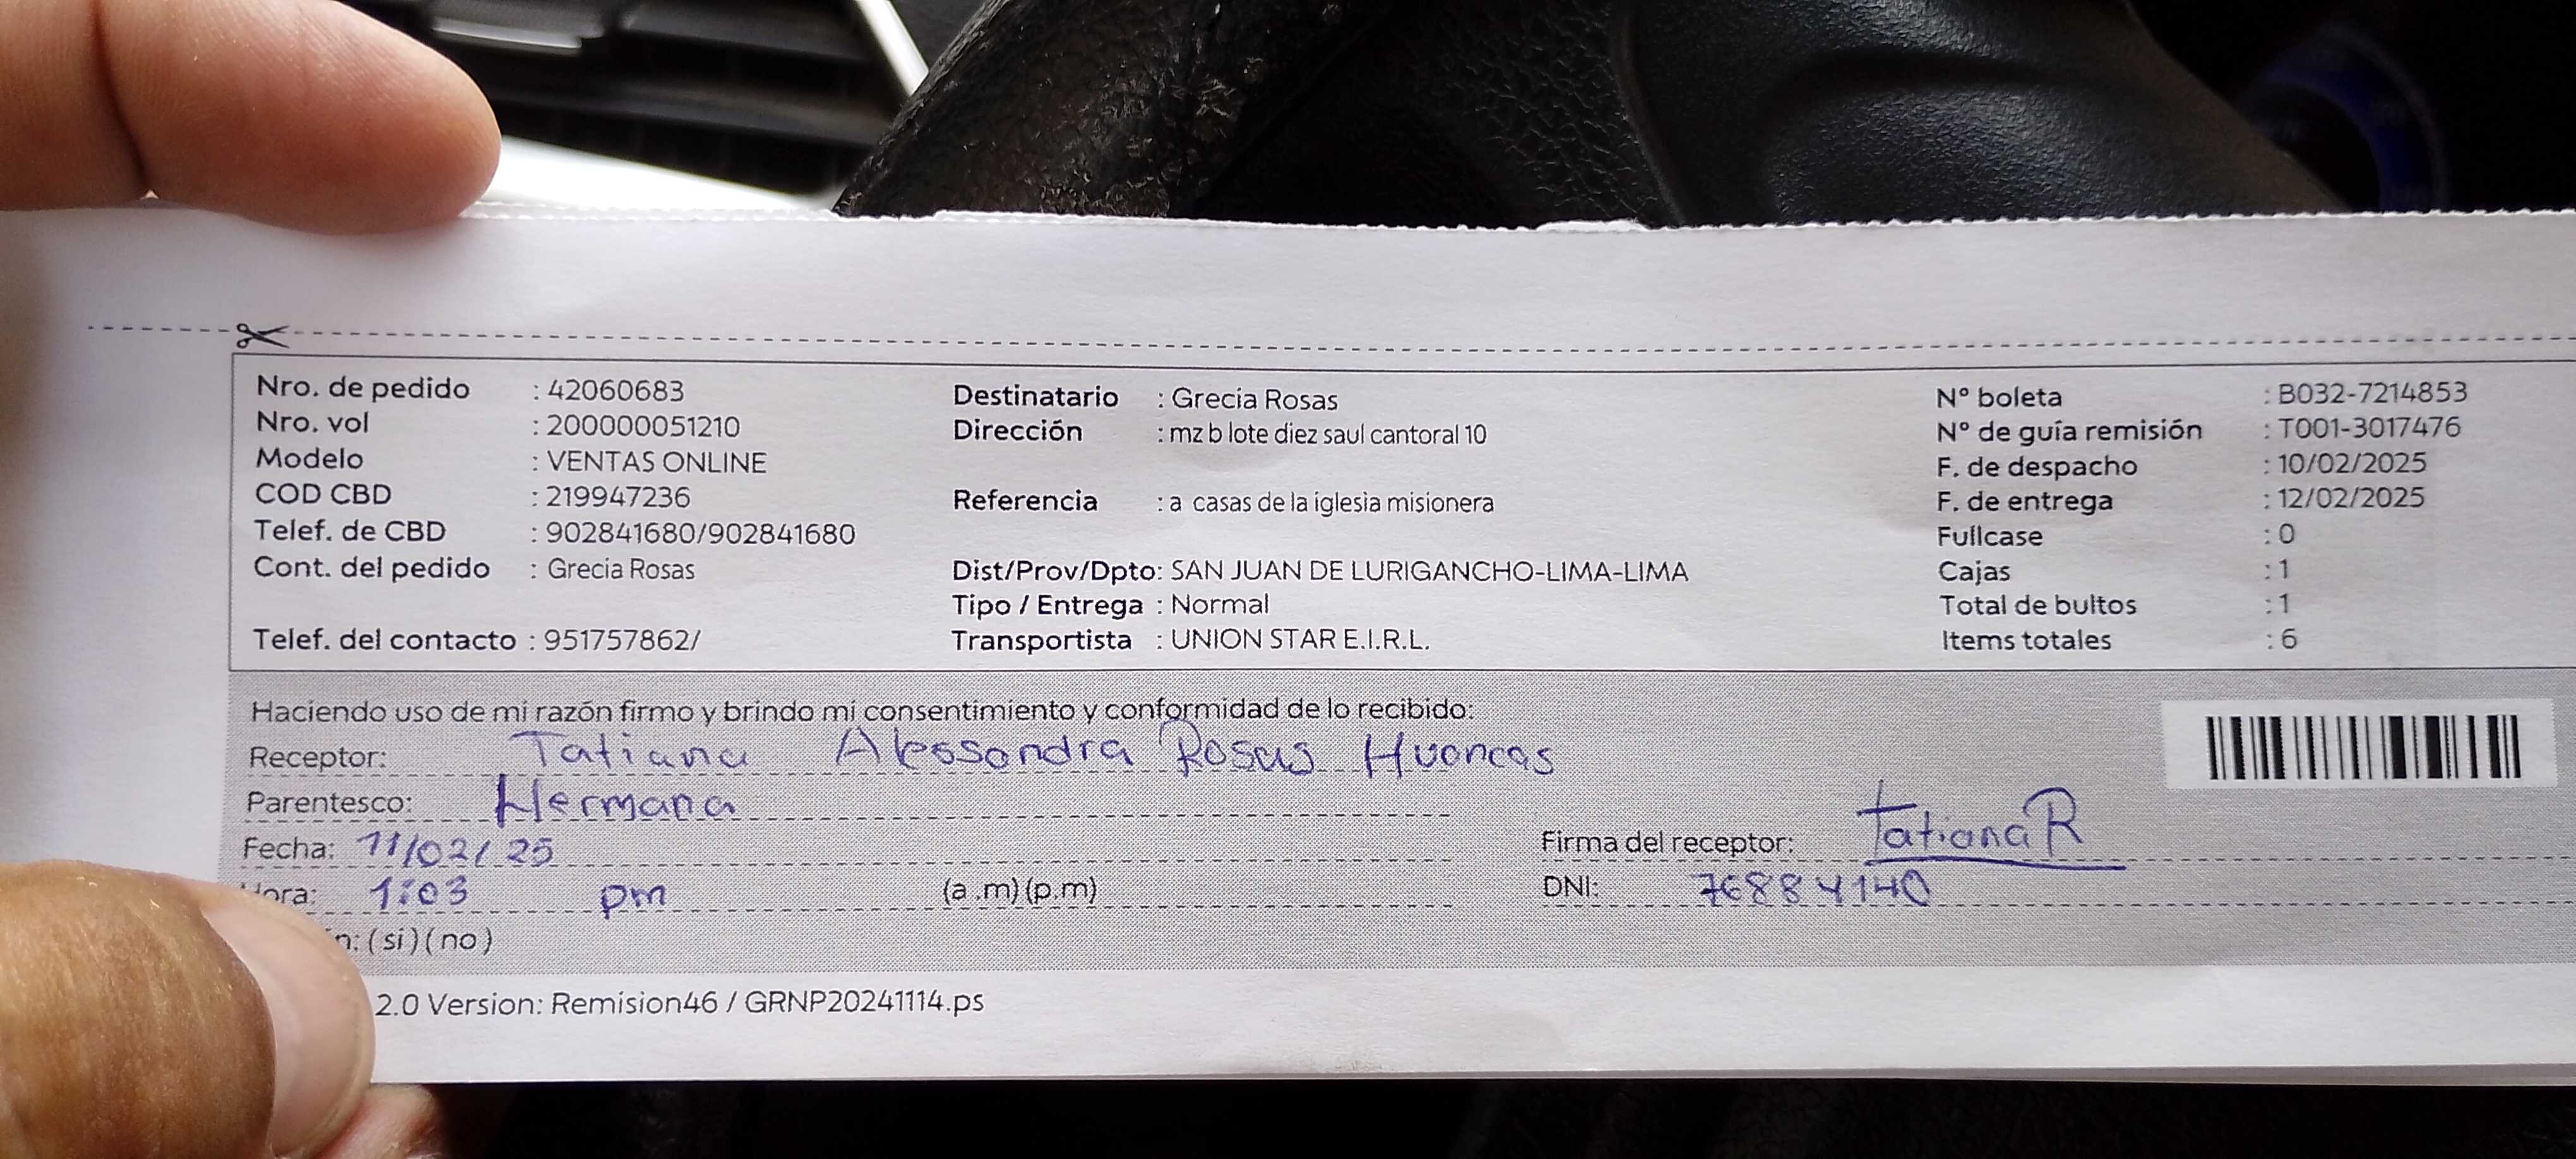 Nro. de pedido : 42060683
Nro. vol : 200000051210
Modelo : VENTAS ONLINE
COD CBD : 219947236
Telef. de CBD : 902841680/902841680
Cont. del pedido : Grecia Rosas
Telef. del contacto : 951757862/
Destinatario : Grecia Rosas
Dirección : mz b lote diez saul cantoral 10
Referencia : a casas de la iglesia misionera
Dist/Prov/Dpto: SAN JUAN DE LURIGANCHO-LIMA-LIMA
Tipo / Entrega : Normal
Transportista : UNION STAR E.I.R.L.
N° boleta : B032-7214853
N° de guía remisión : T001-3017476
F. de despacho : 10/02/2025
F. de entrega : 12/02/2025
Fullcase : 0
Cajas : 1
Total de bultos : 1
Items totales : 6
Haciendo uso de mi razón firmo y brindo mi consentimiento y conformidad de lo recibido:
Receptor: Tatiana Alessandra Rosas Huancas
Parentesco: Hermana
Fecha: 11/02/25
Hora: 1:03 pm (a.m)(p.m)
(si)(no)
Firma del receptor: Tatiana R
DNI: 76884140
2.0 Version: Remision46 / GRNP20241114.ps